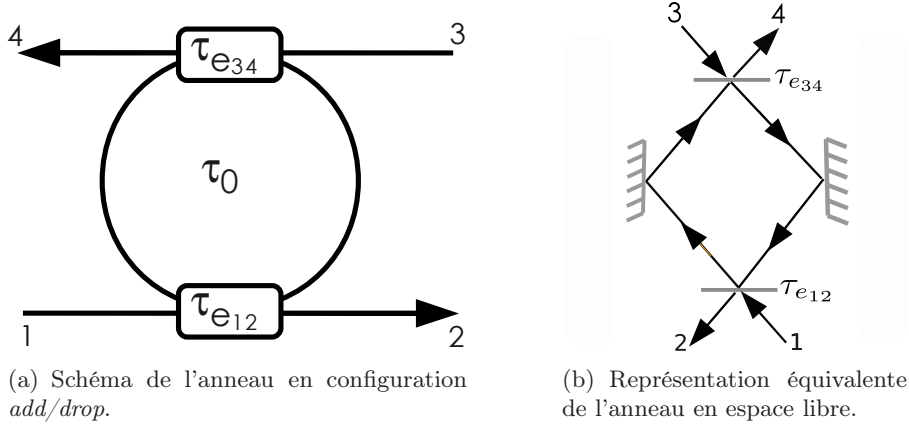 4
3
τe34
τ0
τe12
1
2
3
4
τe34
τe12
2
1
(a) Schéma de l'anneau en configuration
add/drop.
(b) Représentation équivalente
de l'anneau en espace libre.